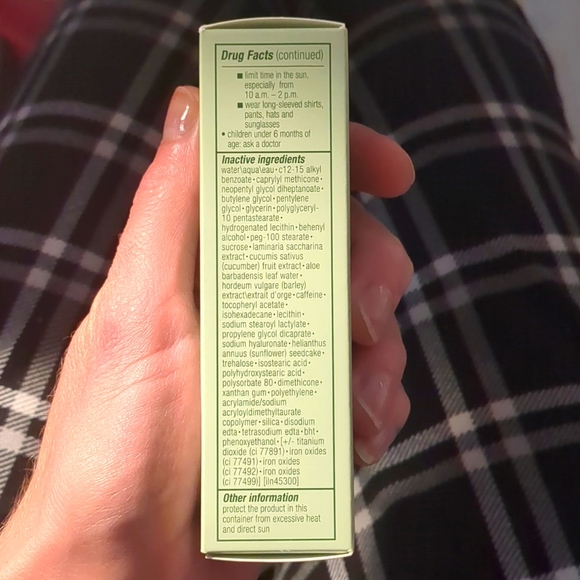 Drug Facts (continued)
■ limit time in the sun,
especially from
10 a.m. – 2 p.m.
■ wear long-sleeved shirts,
pants, hats and
sunglasses
• children under 6 months of
age: ask a doctor
Inactive ingredients
water\aqua\eau • c12-15 alkyl
benzoate • caprylyl methicone •
neopentyl glycol diheptanoate •
butylene glycol • pentylene
glycol • glycerin • polyglyceryl-
10 pentastearate •
hydrogenated lecithin • behenyl
alcohol • peg-100 stearate •
sucrose • laminaria saccharina
extract • cucumis sativus
(cucumber) fruit extract • aloe
barbadensis leaf water •
hordeum vulgare (barley)
extract\extrait d'orge • caffeine •
tocopheryl acetate •
isohexadecane • lecithin •
sodium stearoyl lactylate •
propylene glycol dicaprate •
sodium hyaluronate • helianthus
annuus (sunflower) seedcake •
trehalose • isostearic acid •
polyhydroxystearic acid •
polysorbate 80 • dimethicone •
xanthan gum • polyethylene •
acrylamide/sodium
acryloyldimethyltaurate
copolymer • silica • disodium
edta • tetrasodium edta • bht •
phenoxyethanol • [+/- titanium
dioxide (ci 77891) • iron oxides
(ci 77491) • iron oxides
(ci 77492) • iron oxides
(ci 77499)] [iln45300]
Other information
protect the product in this
container from excessive heat
and direct sun